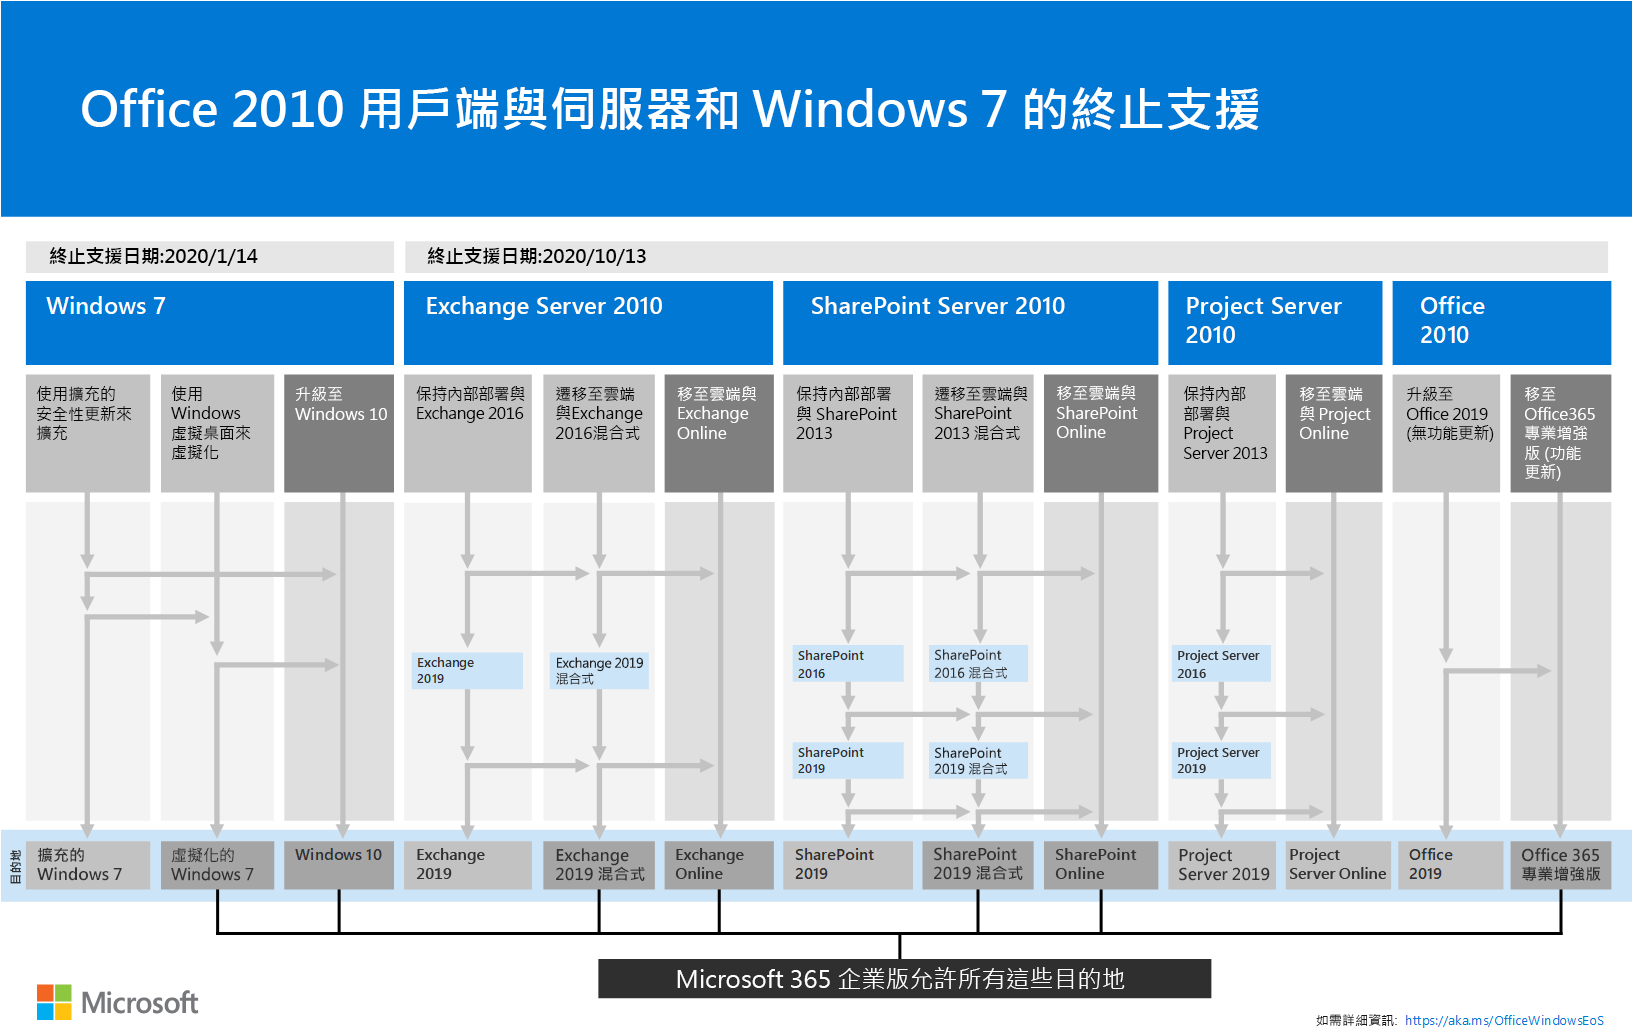 Office 2010 用戶端與伺服器和 Windows 7 的終止支援
終止支援日期:2020/1/14
終止支援日期:2020/10/13
Windows 7
Exchange Server 2010
SharePoint Server 2010
Project Server
2010
Office
2010
使用擴充的
安全性更新來
擴充
使用
Windows
虛擬桌面來
虛擬化
升級至
Windows 10
保持內部部署與
Exchange 2016
遷移至雲端
與Exchange
2016混合式
移至雲端與
Exchange
Online
保持內部部署
與 SharePoint
2013
遷移至雲端與
SharePoint
2013 混合式
移至雲端與
SharePoint
Online
保持內部
部署與
Project
Server 2013
移至雲端
與 Project
Online
升級至
Office 2019
(無功能更新)
移至
Office365
專業增強
版 (功能
更新)
Exchange
2019
Exchange 2019
混合式
SharePoint
2016
SharePoint
2016 混合式
Project Server
2016
SharePoint
2019
SharePoint
2019 混合式
Project Server
2019
目的地
擴充的
Windows 7
虛擬化的
Windows 7
Windows 10
Exchange
2019
Exchange
2019 混合式
Exchange
Online
SharePoint
2019
SharePoint
2019 混合式
SharePoint
Online
Project
Server 2019
Project
Server Online
Office
2019
Office 365
專業增強版
Microsoft 365 企業版允許所有這些目的地
Microsoft
如需詳細資訊: https://aka.ms/OfficeWindowsEoS